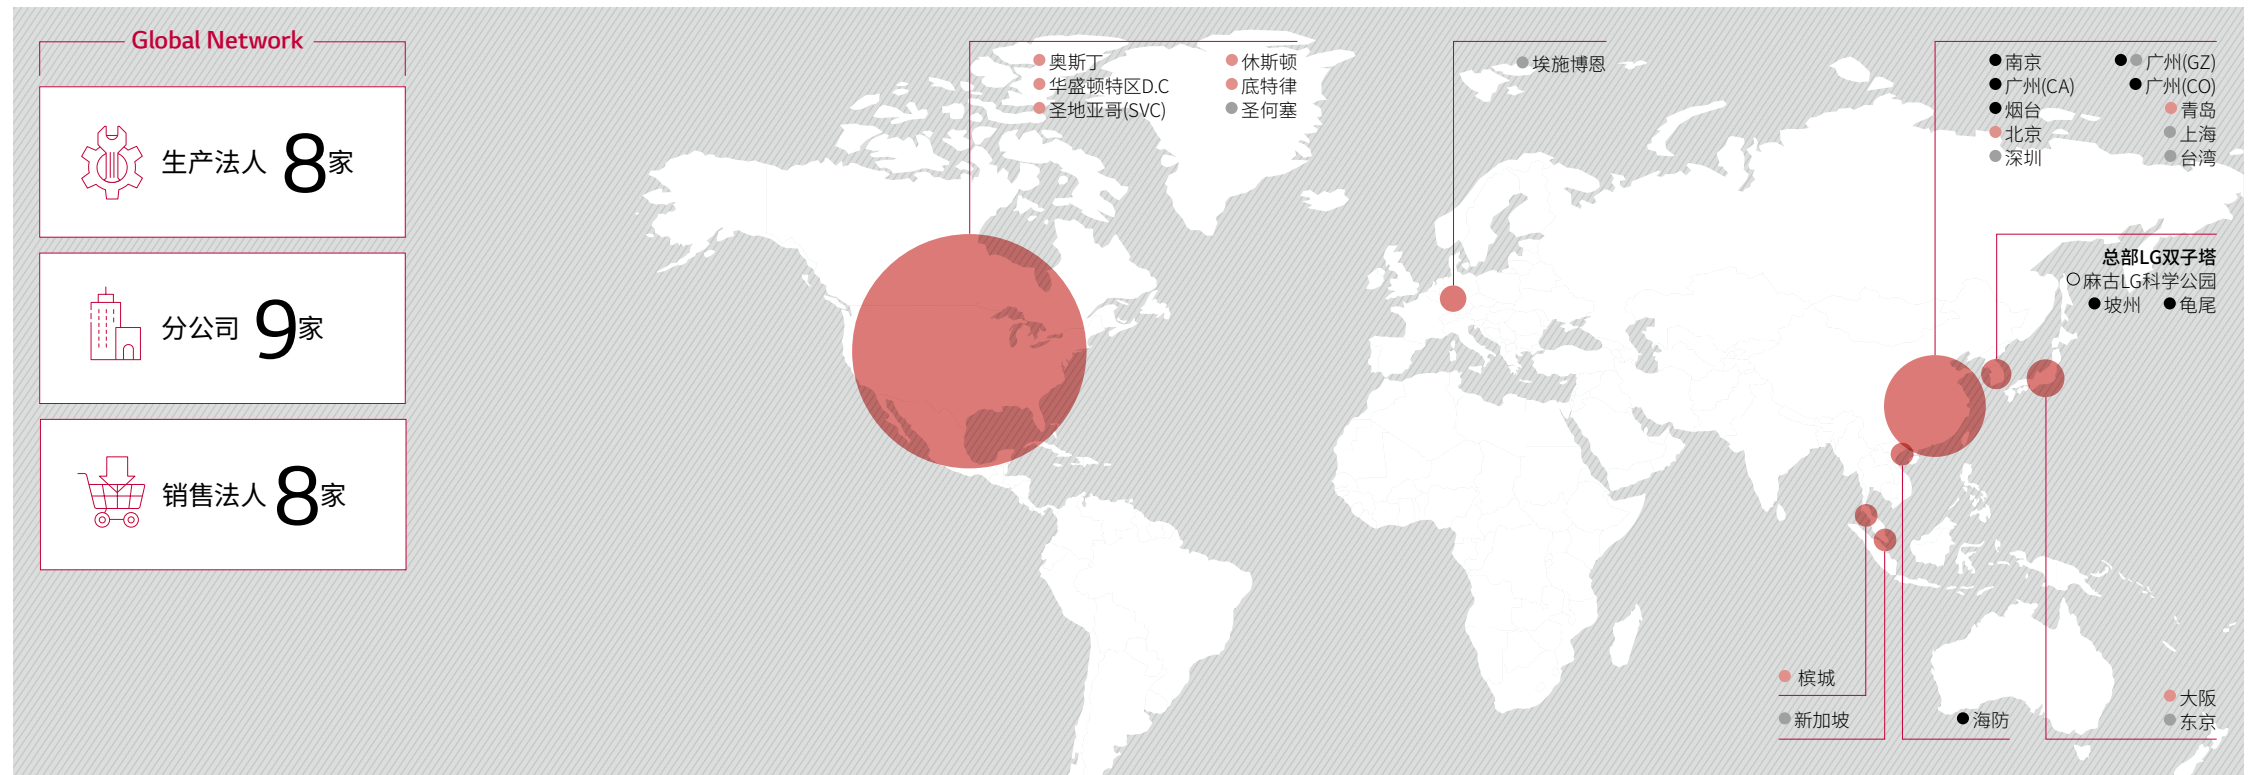 Global Network
生产法人 8家
分公司 9家
销售法人 8家
奥斯丁 休斯顿
华盛顿特区D.C 底特律
圣地亚哥(SVC) 圣何塞
埃施博恩
南京 广州(GZ)
广州(CA) 广州(CO)
烟台 青岛
北京 上海
深圳 台湾
总部LG双子塔
麻古LG科学公园
坡州 龟尾
槟城
新加坡
海防
大阪
东京